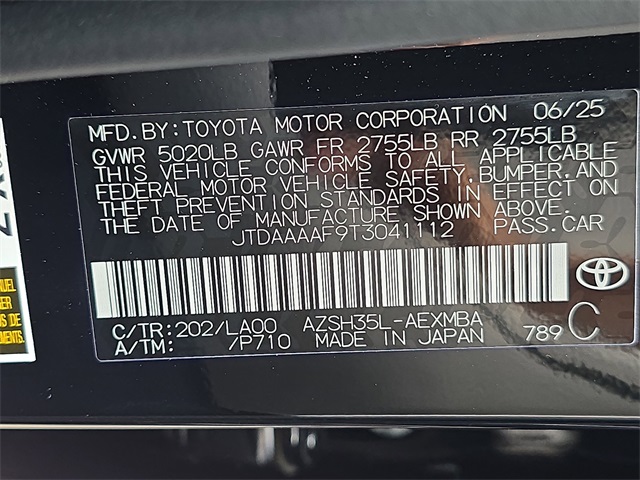 MFD. BY: TOYOTA MOTOR CORPORATION 06/25
GVWR 5020LB GAWR FR 2755LB RR 2755LB
THIS VEHICLE CONFORMS TO ALL APPLICABLE
FEDERAL MOTOR VEHICLE SAFETY, BUMPER, AND
THEFT PREVENTION STANDARDS IN EFFECT ON
THE DATE OF MANUFACTURE SHOWN ABOVE.
JTDAAAAF9T3041112 PASS. CAR
C/TR: 202/LA00 AZSH35L-AEXMBA
A/TM: /P710 MADE IN JAPAN 789 C